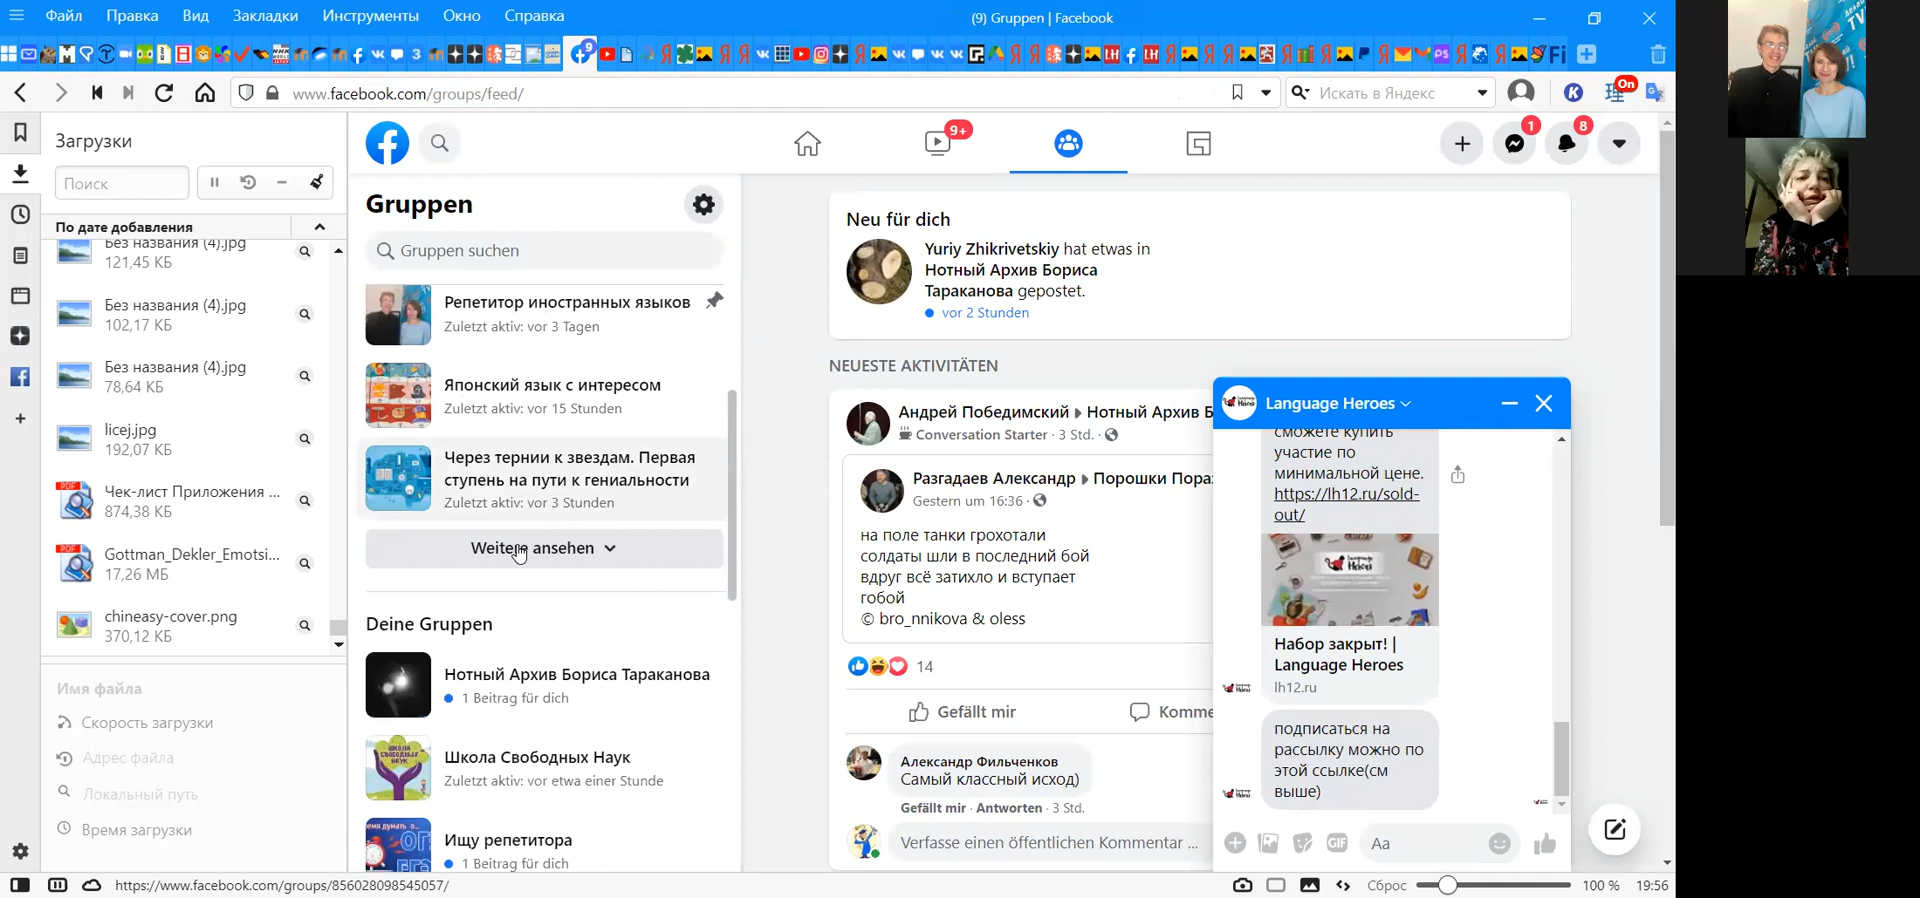 Файл Правка Вид Закладки Инструменты Окно Справка
(9) Gruppen | Facebook
www.facebook.com/groups/feed/
Искать в Яндекс
On
Загрузки
Поиск
По дате добавления
Без названия (4).jpg
121,45 КБ
Без названия (4).jpg
102,17 КБ
Без названия (4).jpg
78,64 КБ
licej.jpg
192,07 КБ
Чек-лист Приложения ...
874,38 КБ
Gottman_Dekler_Emotsi...
17,26 МБ
chineasy-cover.png
370,12 КБ
Имя файла
Скорость загрузки
Адрес файла
Локальный путь
Время загрузки
9+
1
8
Gruppen
Gruppen suchen
Репетитор иностранных языков
Zuletzt aktiv: vor 3 Tagen
Японский язык с интересом
Zuletzt aktiv: vor 15 Stunden
Через тернии к звездам. Первая
ступень на пути к гениальности
Zuletzt aktiv: vor 3 Stunden
Weitere ansehen
Deine Gruppen
Нотный Архив Бориса Тараканова
1 Beitrag für dich
Школа Свободных Наук
Zuletzt aktiv: vor etwa einer Stunde
Ищу репетитора
1 Beitrag für dich
Neu für dich
Yuriy Zhikrivetskiy hat etwas in
Нотный Архив Бориса
Тараканова gepostet.
vor 2 Stunden
NEUESTE AKTIVITÄTEN
Андрей Победимский Нотный Архив Б
Conversation Starter · 3 Std. ·
Разгадаев Александр Порошки Пора
Gestern um 16:36 ·
на поле танки грохотали
солдаты шли в последний бой
вдруг всё затихло и вступает
гобой
© bro_nnikova & oless
14
Gefällt mir
Komme
Александр Фильченков
Самый классный исход)
Gefällt mir · Antworten · 3 Std.
Verfasse einen öffentlichen Kommentar ...
Language Heroes
сможете купить
участие по
минимальной цене.
https://lh12.ru/sold-
out/
Набор закрыт! |
Language Heroes
lh12.ru
подписаться на
рассылку можно по
этой ссылке(см
выше)
GIF
Aa
https://www.facebook.com/groups/856028098545057/
Сброс
100 %
19:56